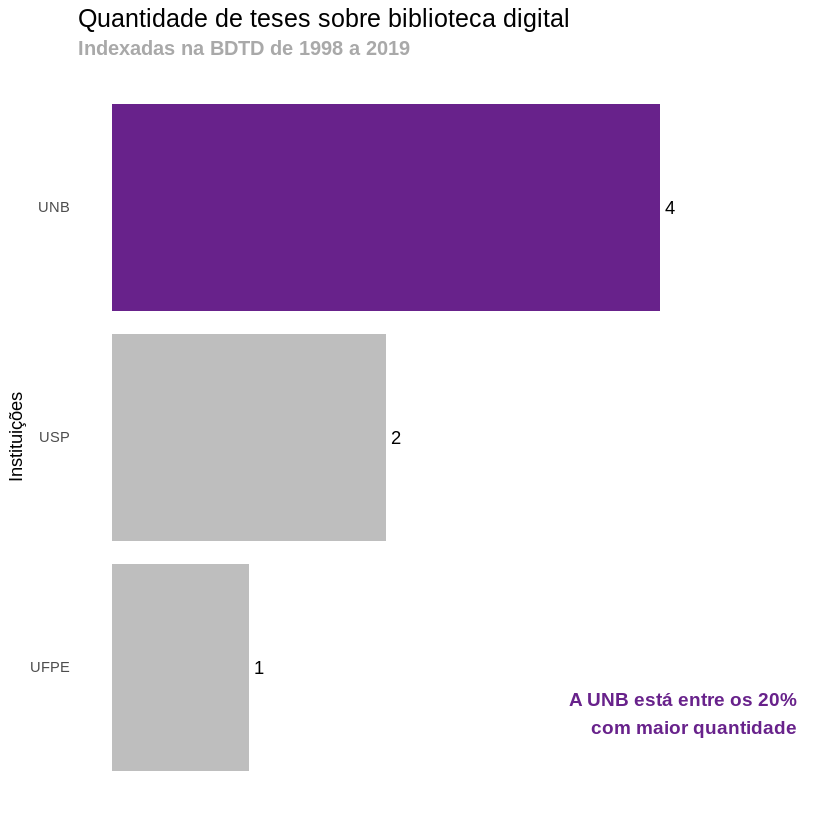 Quantidade de teses sobre biblioteca digital
Indexadas na BDTD de 1998 a 2019
UNB
4
Instituições
USP
2
UFPE
1
A UNB está entre os 20%
com maior quantidade